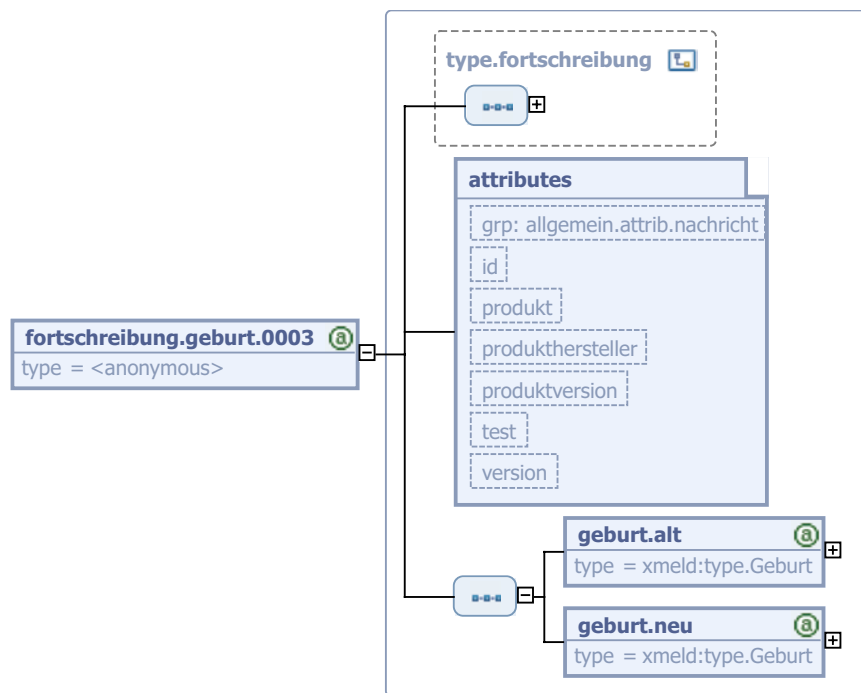 type.fortschreibung
attributes
grp: allgemein.attrib.nachricht
id
produkt
produkthersteller
produktversion
test
version
fortschreibung.geburt.0003
type = <anonymous>
geburt.alt
type = xmeld:type.Geburt
geburt.neu
type = xmeld:type.Geburt